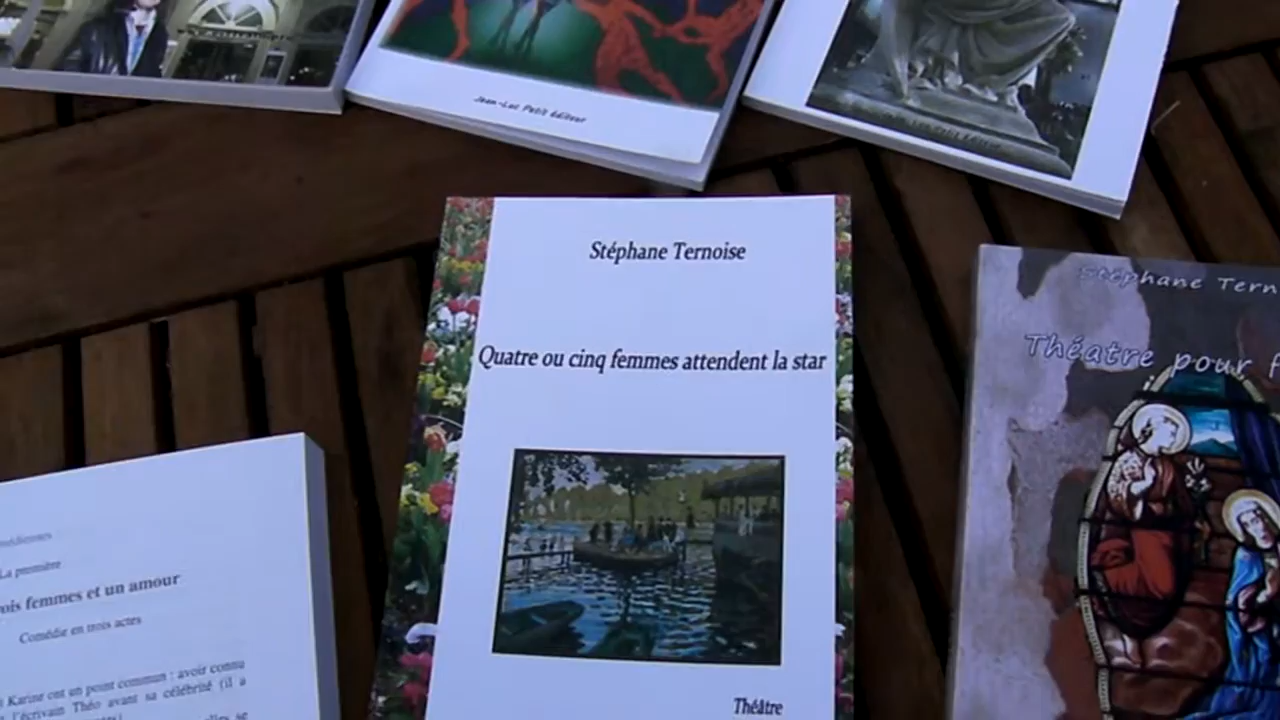 Jean-Luc Petit éditeur
Stéphane Ternoise
Quatre ou cinq femmes attendent la star
Théâtre
Stéphane Tern
Théatre pour f
La première
ois femmes et un amour
Comédie en trois actes
Karine ont un point commun : avoir connu
l'écrivain Théo avant sa célébrité (il a